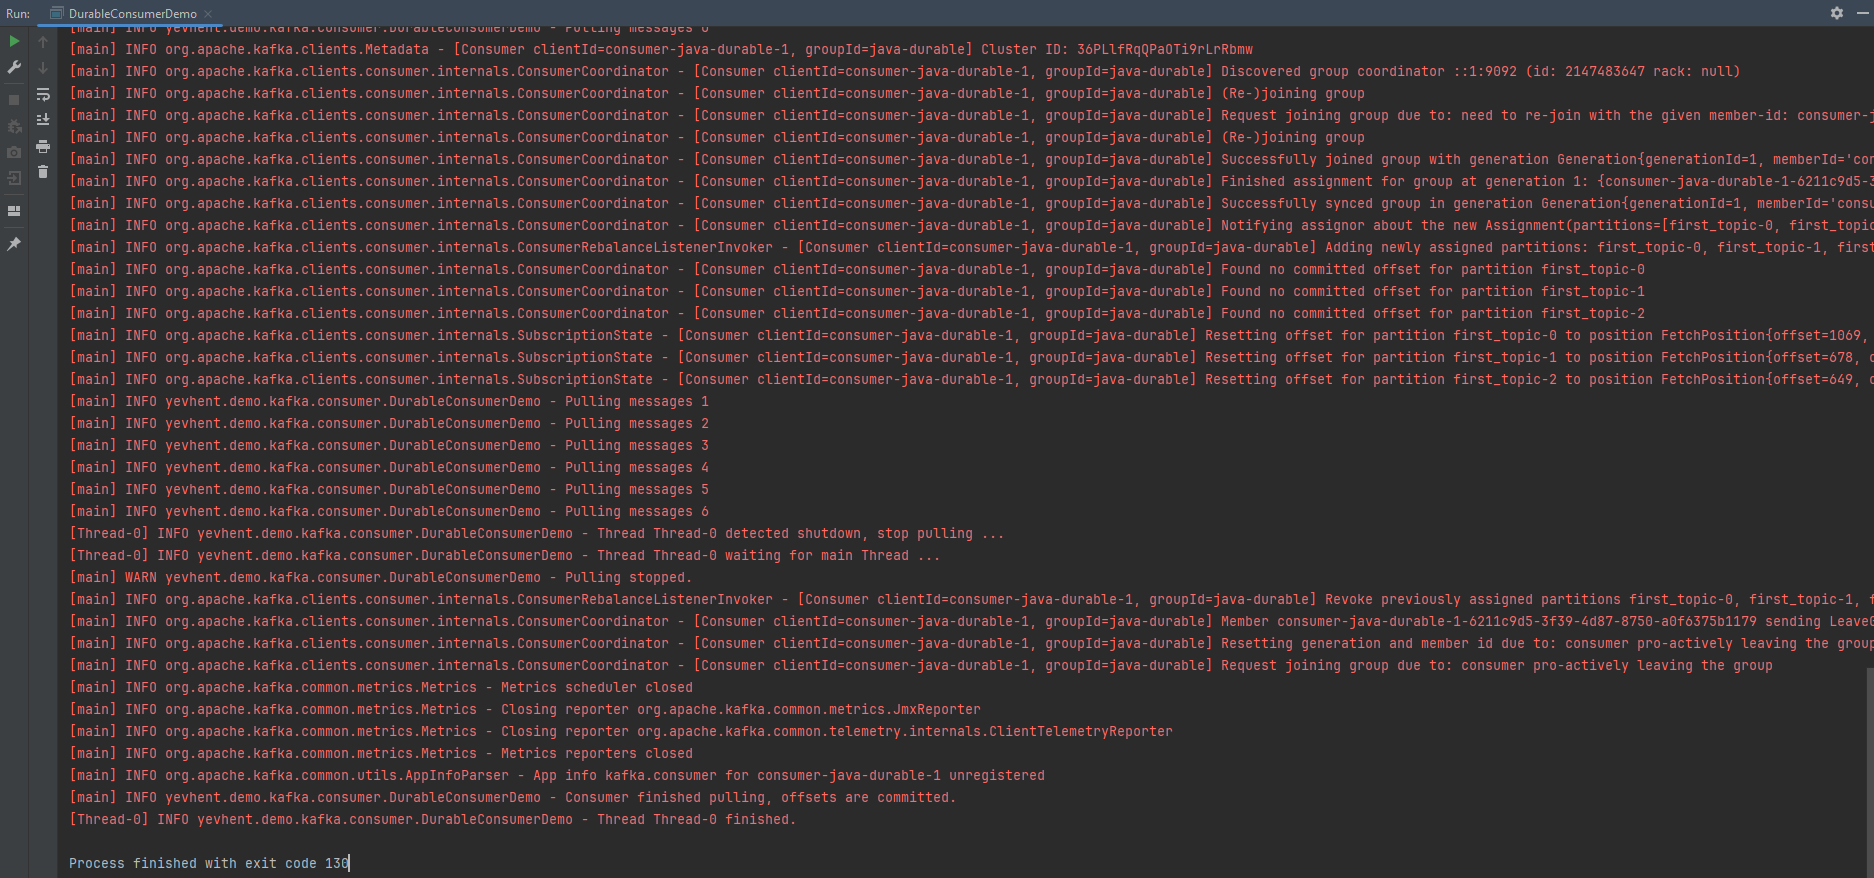 Run: DurableConsumerDemo
[main] INFO yevhent.demo.kafka.consumer.DurableConsumerDemo - Pulling messages 0
[main] INFO org.apache.kafka.clients.Metadata - [Consumer clientId=consumer-java-durable-1, groupId=java-durable] Cluster ID: 36PLlfRqQPaOTi9rLrRbmw
[main] INFO org.apache.kafka.clients.consumer.internals.ConsumerCoordinator - [Consumer clientId=consumer-java-durable-1, groupId=java-durable] Discovered group coordinator ::1:9092 (id: 2147483647 rack: null)
[main] INFO org.apache.kafka.clients.consumer.internals.ConsumerCoordinator - [Consumer clientId=consumer-java-durable-1, groupId=java-durable] (Re-)joining group
[main] INFO org.apache.kafka.clients.consumer.internals.ConsumerCoordinator - [Consumer clientId=consumer-java-durable-1, groupId=java-durable] Request joining group due to: need to re-join with the given member-id: consumer-j
[main] INFO org.apache.kafka.clients.consumer.internals.ConsumerCoordinator - [Consumer clientId=consumer-java-durable-1, groupId=java-durable] (Re-)joining group
[main] INFO org.apache.kafka.clients.consumer.internals.ConsumerCoordinator - [Consumer clientId=consumer-java-durable-1, groupId=java-durable] Successfully joined group with generation Generation{generationId=1, memberId='con
[main] INFO org.apache.kafka.clients.consumer.internals.ConsumerCoordinator - [Consumer clientId=consumer-java-durable-1, groupId=java-durable] Finished assignment for group at generation 1: {consumer-java-durable-1-6211c9d5-3
[main] INFO org.apache.kafka.clients.consumer.internals.ConsumerCoordinator - [Consumer clientId=consumer-java-durable-1, groupId=java-durable] Successfully synced group in generation Generation{generationId=1, memberId='consu
[main] INFO org.apache.kafka.clients.consumer.internals.ConsumerCoordinator - [Consumer clientId=consumer-java-durable-1, groupId=java-durable] Notifying assignor about the new Assignment(partitions=[first_topic-0, first_topic
[main] INFO org.apache.kafka.clients.consumer.internals.ConsumerRebalanceListenerInvoker - [Consumer clientId=consumer-java-durable-1, groupId=java-durable] Adding newly assigned partitions: first_topic-0, first_topic-1, first
[main] INFO org.apache.kafka.clients.consumer.internals.ConsumerCoordinator - [Consumer clientId=consumer-java-durable-1, groupId=java-durable] Found no committed offset for partition first_topic-0
[main] INFO org.apache.kafka.clients.consumer.internals.ConsumerCoordinator - [Consumer clientId=consumer-java-durable-1, groupId=java-durable] Found no committed offset for partition first_topic-1
[main] INFO org.apache.kafka.clients.consumer.internals.ConsumerCoordinator - [Consumer clientId=consumer-java-durable-1, groupId=java-durable] Found no committed offset for partition first_topic-2
[main] INFO org.apache.kafka.clients.consumer.internals.SubscriptionState - [Consumer clientId=consumer-java-durable-1, groupId=java-durable] Resetting offset for partition first_topic-0 to position FetchPosition{offset=1069,
[main] INFO org.apache.kafka.clients.consumer.internals.SubscriptionState - [Consumer clientId=consumer-java-durable-1, groupId=java-durable] Resetting offset for partition first_topic-1 to position FetchPosition{offset=678, o
[main] INFO org.apache.kafka.clients.consumer.internals.SubscriptionState - [Consumer clientId=consumer-java-durable-1, groupId=java-durable] Resetting offset for partition first_topic-2 to position FetchPosition{offset=649, o
[main] INFO yevhent.demo.kafka.consumer.DurableConsumerDemo - Pulling messages 1
[main] INFO yevhent.demo.kafka.consumer.DurableConsumerDemo - Pulling messages 2
[main] INFO yevhent.demo.kafka.consumer.DurableConsumerDemo - Pulling messages 3
[main] INFO yevhent.demo.kafka.consumer.DurableConsumerDemo - Pulling messages 4
[main] INFO yevhent.demo.kafka.consumer.DurableConsumerDemo - Pulling messages 5
[main] INFO yevhent.demo.kafka.consumer.DurableConsumerDemo - Pulling messages 6
[Thread-0] INFO yevhent.demo.kafka.consumer.DurableConsumerDemo - Thread Thread-0 detected shutdown, stop pulling ...
[Thread-0] INFO yevhent.demo.kafka.consumer.DurableConsumerDemo - Thread Thread-0 waiting for main Thread ...
[main] WARN yevhent.demo.kafka.consumer.DurableConsumerDemo - Pulling stopped.
[main] INFO org.apache.kafka.clients.consumer.internals.ConsumerRebalanceListenerInvoker - [Consumer clientId=consumer-java-durable-1, groupId=java-durable] Revoke previously assigned partitions first_topic-0, first_topic-1, f
[main] INFO org.apache.kafka.clients.consumer.internals.ConsumerCoordinator - [Consumer clientId=consumer-java-durable-1, groupId=java-durable] Member consumer-java-durable-1-6211c9d5-3f39-4d87-8750-a0f6375b1179 sending LeaveG
[main] INFO org.apache.kafka.clients.consumer.internals.ConsumerCoordinator - [Consumer clientId=consumer-java-durable-1, groupId=java-durable] Resetting generation and member id due to: consumer pro-actively leaving the group
[main] INFO org.apache.kafka.clients.consumer.internals.ConsumerCoordinator - [Consumer clientId=consumer-java-durable-1, groupId=java-durable] Request joining group due to: consumer pro-actively leaving the group
[main] INFO org.apache.kafka.common.metrics.Metrics - Metrics scheduler closed
[main] INFO org.apache.kafka.common.metrics.Metrics - Closing reporter org.apache.kafka.common.metrics.JmxReporter
[main] INFO org.apache.kafka.common.metrics.Metrics - Closing reporter org.apache.kafka.common.telemetry.internals.ClientTelemetryReporter
[main] INFO org.apache.kafka.common.metrics.Metrics - Metrics reporters closed
[main] INFO org.apache.kafka.common.utils.AppInfoParser - App info kafka.consumer for consumer-java-durable-1 unregistered
[main] INFO yevhent.demo.kafka.consumer.DurableConsumerDemo - Consumer finished pulling, offsets are committed.
[Thread-0] INFO yevhent.demo.kafka.consumer.DurableConsumerDemo - Thread Thread-0 finished.
Process finished with exit code 130